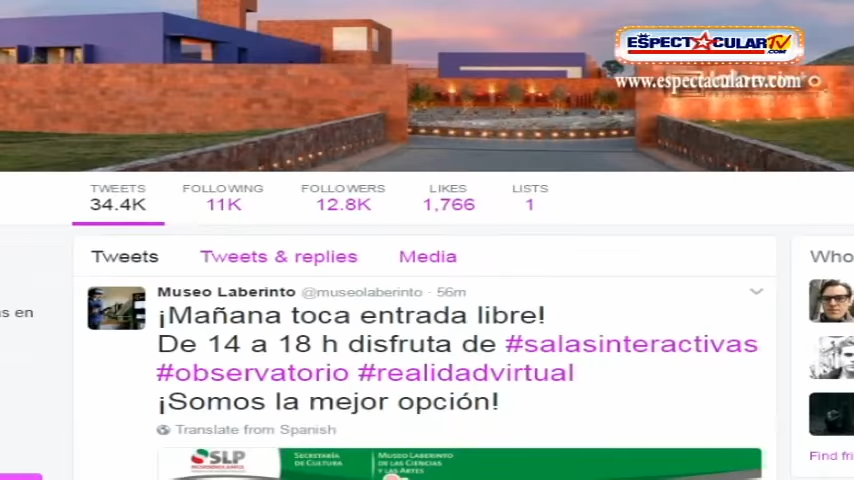 ESPECTACULARTV
.COM
www.espectaculartv.com
TWEETS
34.4K
FOLLOWING
11K
FOLLOWERS
12.8K
LIKES
1,766
LISTS
1
Tweets
Tweets & replies
Media
Who
Museo Laberinto @museolaberinto · 56m
¡Mañana toca entrada libre!
De 14 a 18 h disfruta de #salasinteractivas
#observatorio #realidadvirtual
¡Somos la mejor opción!
Translate from Spanish
s en
SLP
SECRETARÍA
DE CULTURA
MUSEO LABERINTO
DE LAS CIENCIAS
Y LAS ARTES
Find fri